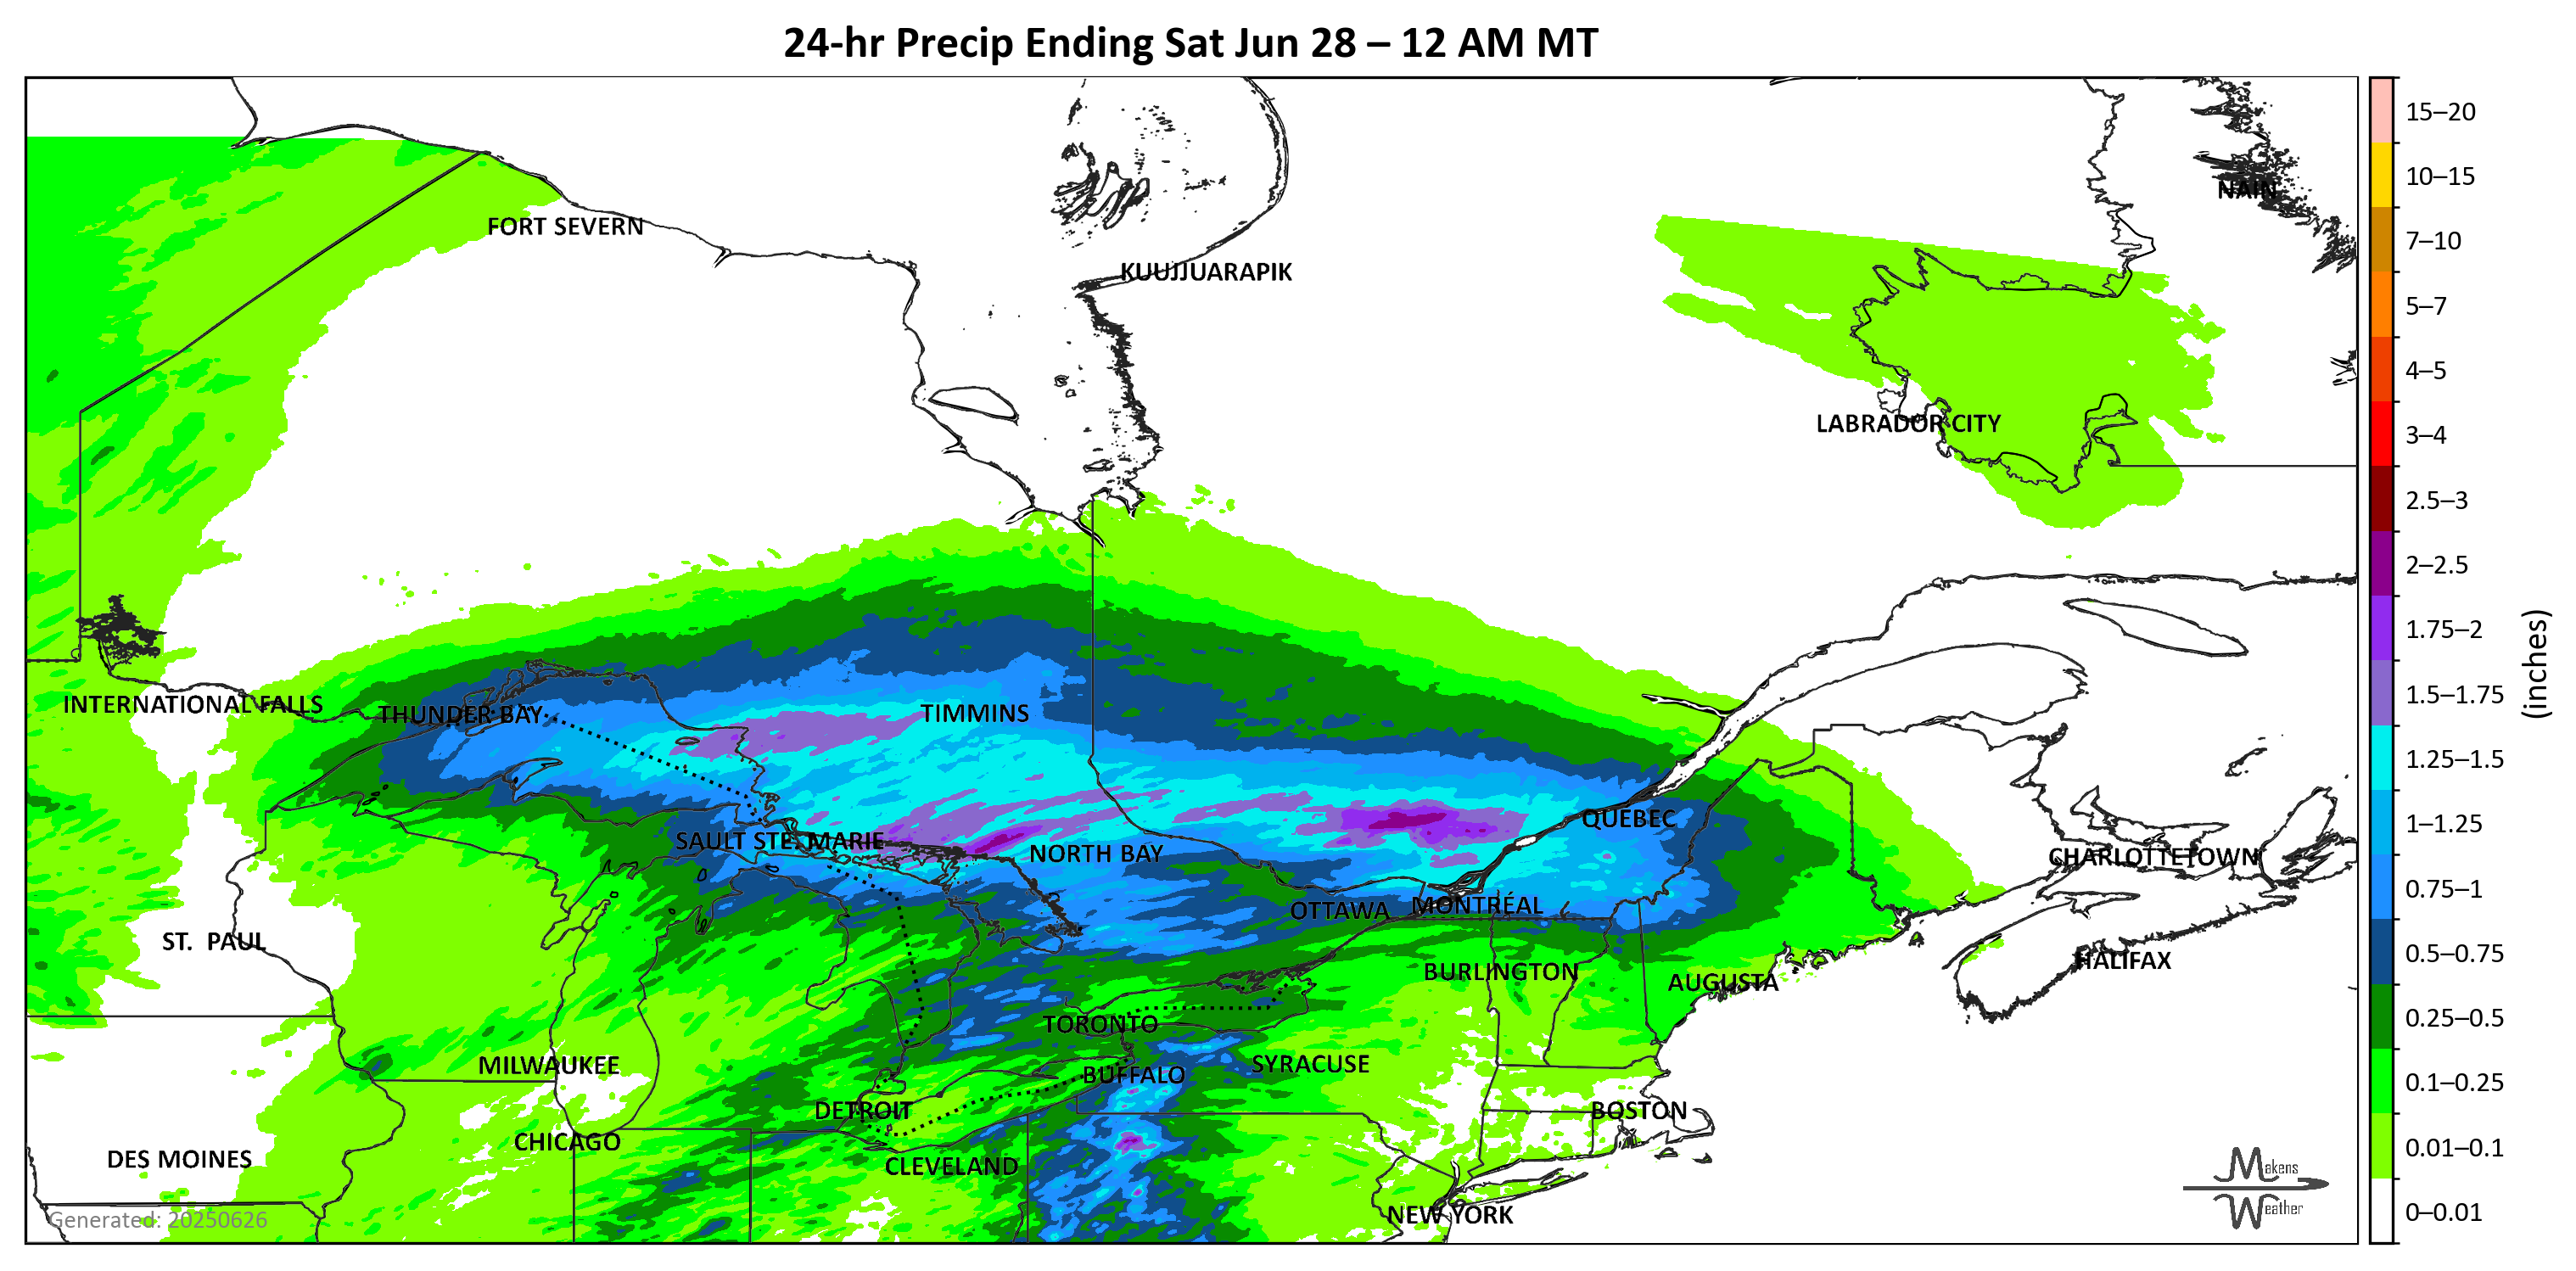 24-hr Precip Ending Sat Jun 28 – 12 AM MT
15–20
10–15
NAIN
FORT SEVERN
7–10
KUUJJUARAPIK
5–7
4–5
LABRADOR CITY
3–4
2.5–3
2–2.5
1.75–2
(inches)
INTERNATIONAL FALLS
THUNDER BAY
TIMMINS
1.5–1.75
1.25–1.5
QUEBEC
1–1.25
SAULT STE. MARIE
NORTH BAY
CHARLOTTETOWN
0.75–1
OTTAWA
MONTRÉAL
ST. PAUL
HALIFAX
0.5–0.75
BURLINGTON
AUGUSTA
TORONTO
0.25–0.5
MILWAUKEE
SYRACUSE
BUFFALO
0.1–0.25
DETROIT
BOSTON
CHICAGO
0.01–0.1
DES MOINES
CLEVELAND
Makens
Weather
NEW YORK
0–0.01
Generated: 20250626